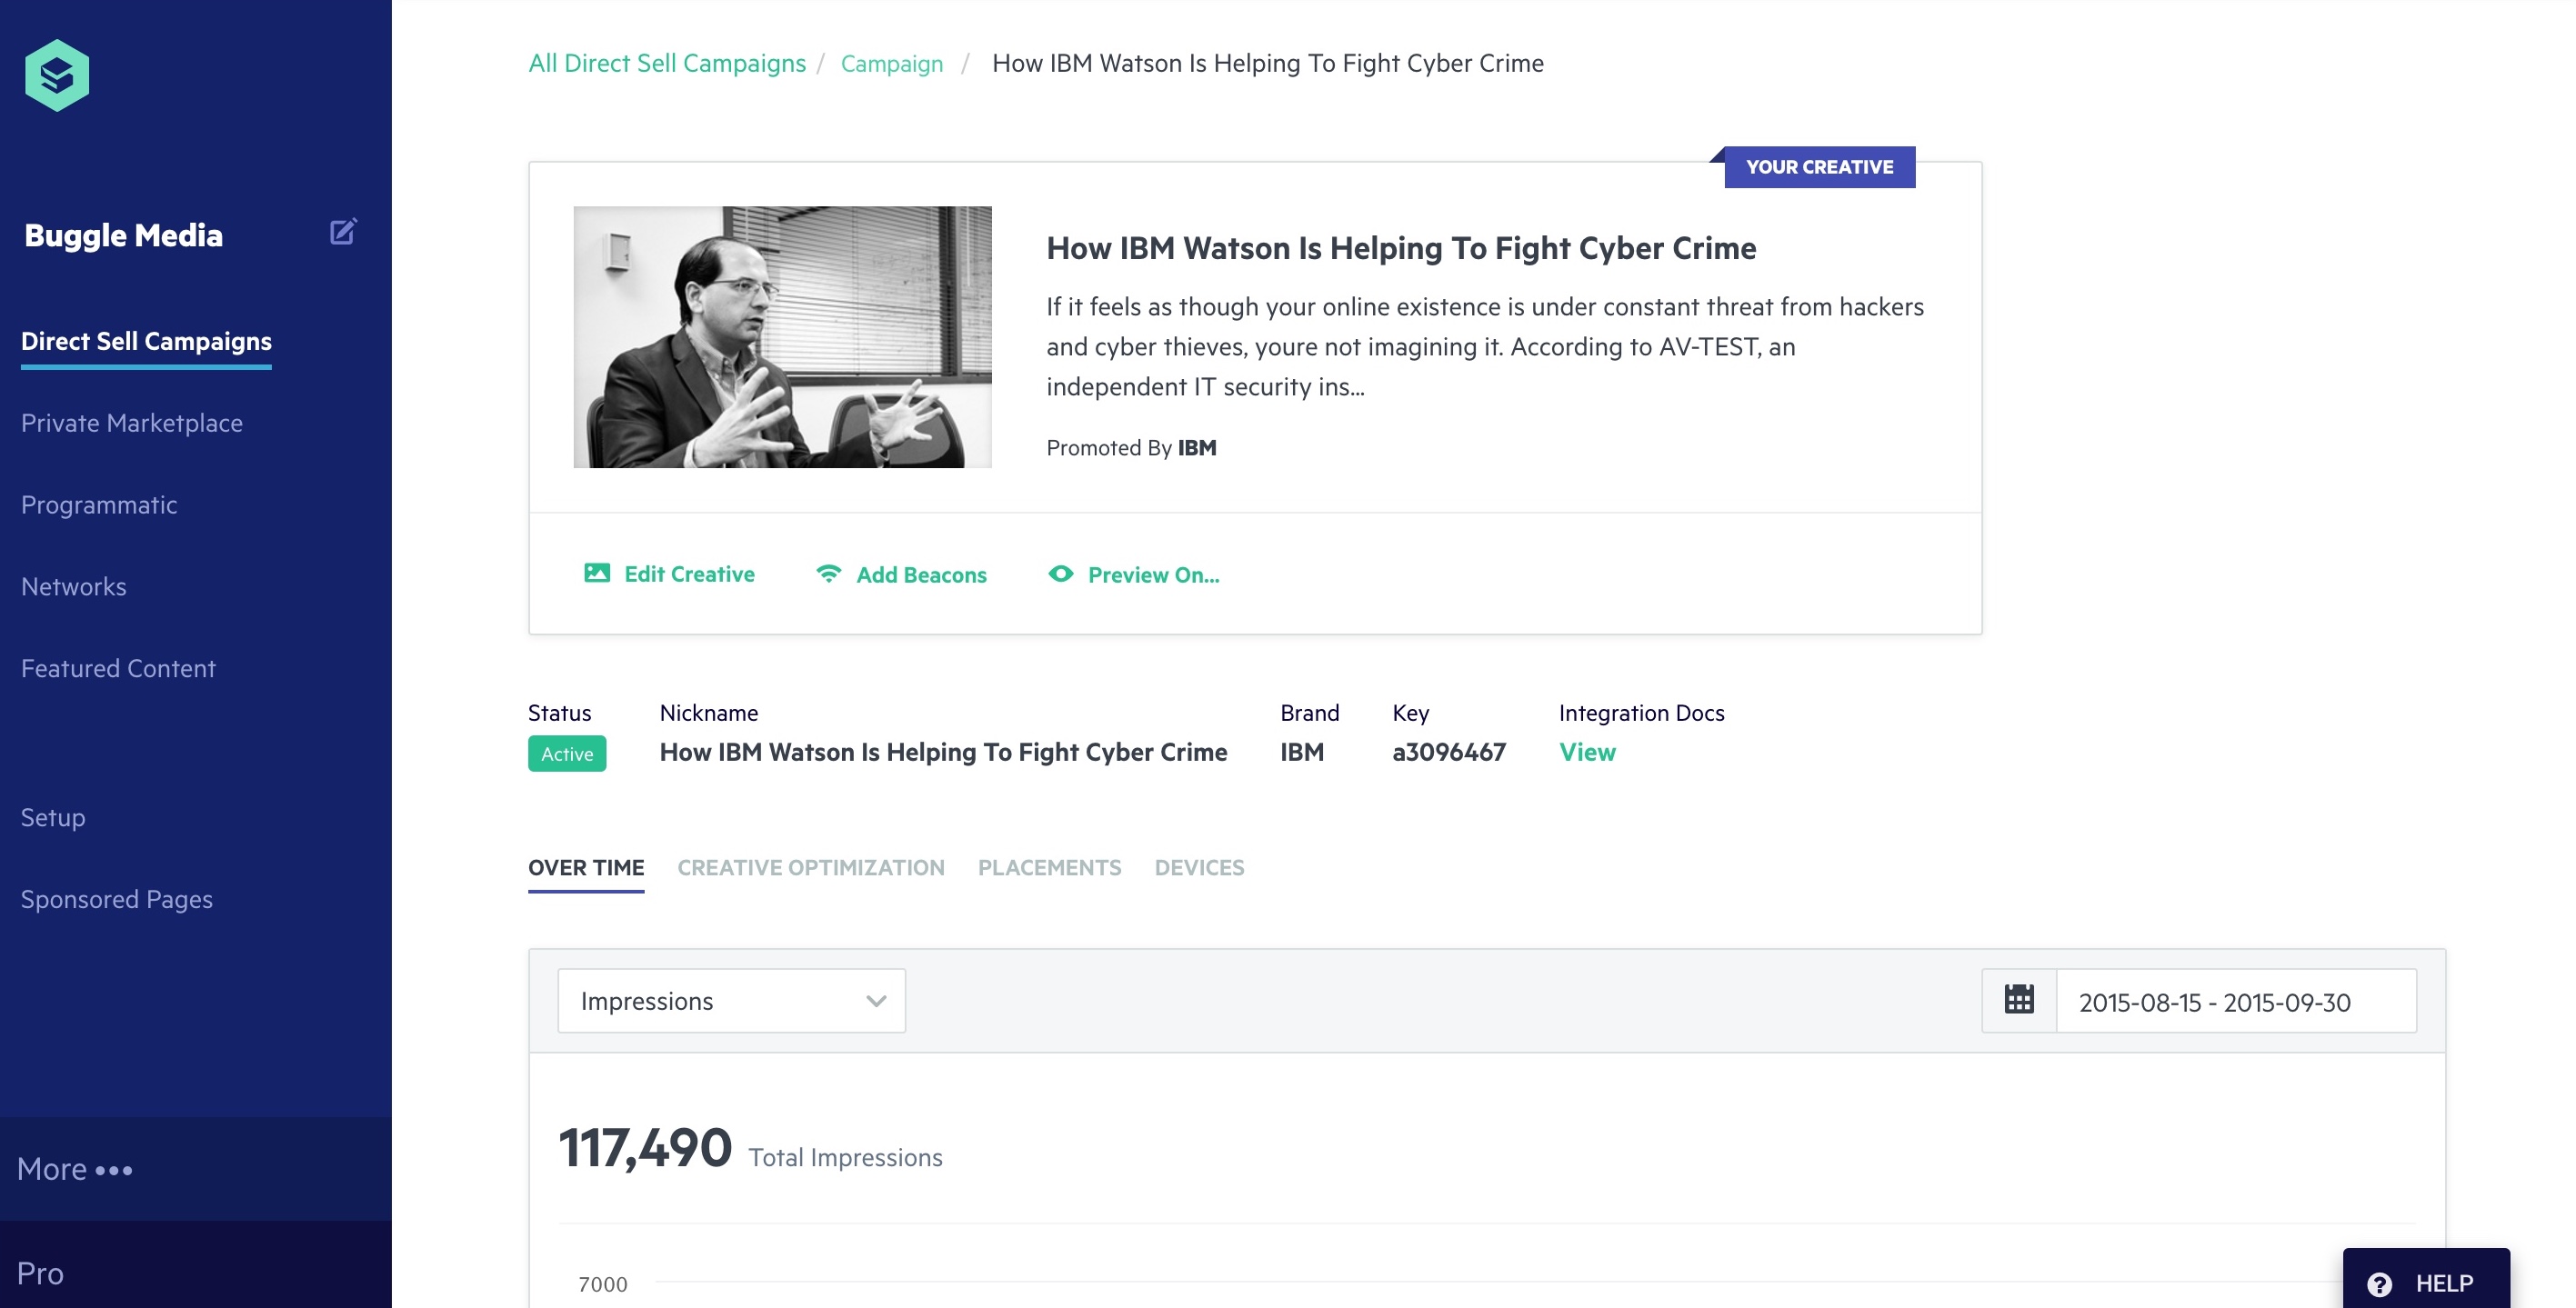 All Direct Sell Campaigns / Campaign / How IBM Watson Is Helping To Fight Cyber Crime
Buggle Media
Direct Sell Campaigns
Private Marketplace
Programmatic
Networks
Featured Content
Setup
Sponsored Pages
More •••
Pro
YOUR CREATIVE
How IBM Watson Is Helping To Fight Cyber Crime
If it feels as though your online existence is under constant threat from hackers
and cyber thieves, youre not imagining it. According to AV-TEST, an
independent IT security ins...
Promoted By IBM
Edit Creative Add Beacons Preview On...
Status Nickname Brand Key Integration Docs
Active How IBM Watson Is Helping To Fight Cyber Crime IBM a3096467 View
OVER TIME CREATIVE OPTIMIZATION PLACEMENTS DEVICES
Impressions 2015-08-15 - 2015-09-30
117,490 Total Impressions
7000
? HELP